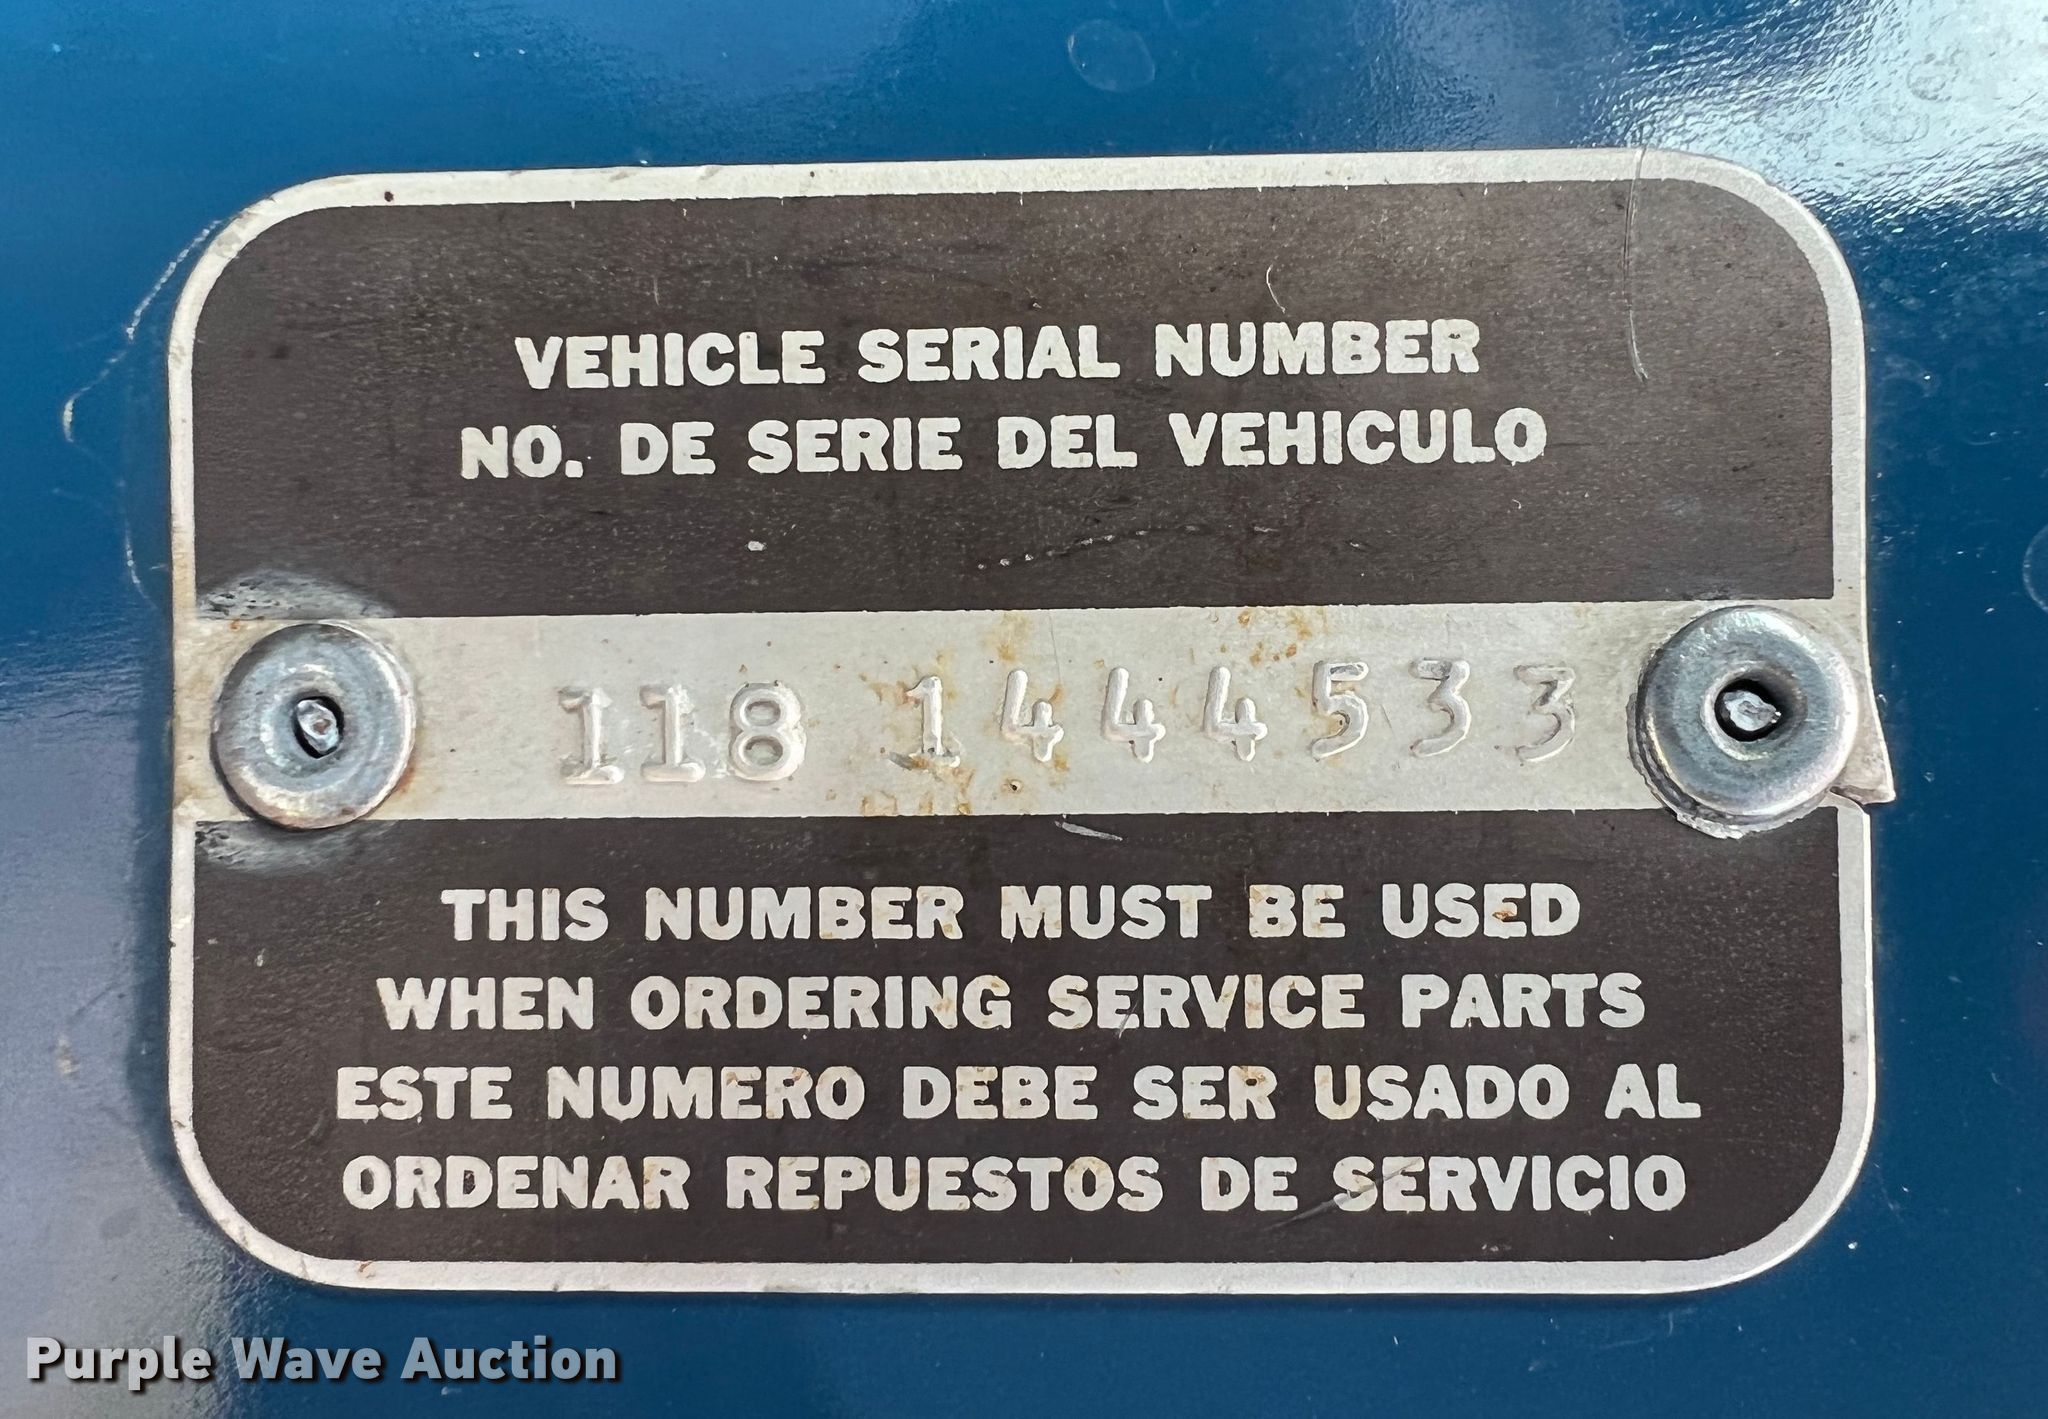 VEHICLE SERIAL NUMBER
NO. DE SERIE DEL VEHICULO
118 1444533
THIS NUMBER MUST BE USED
WHEN ORDERING SERVICE PARTS
ESTE NUMERO DEBE SER USADO AL
ORDENAR REPUESTOS DE SERVICIO
Purple Wave Auction